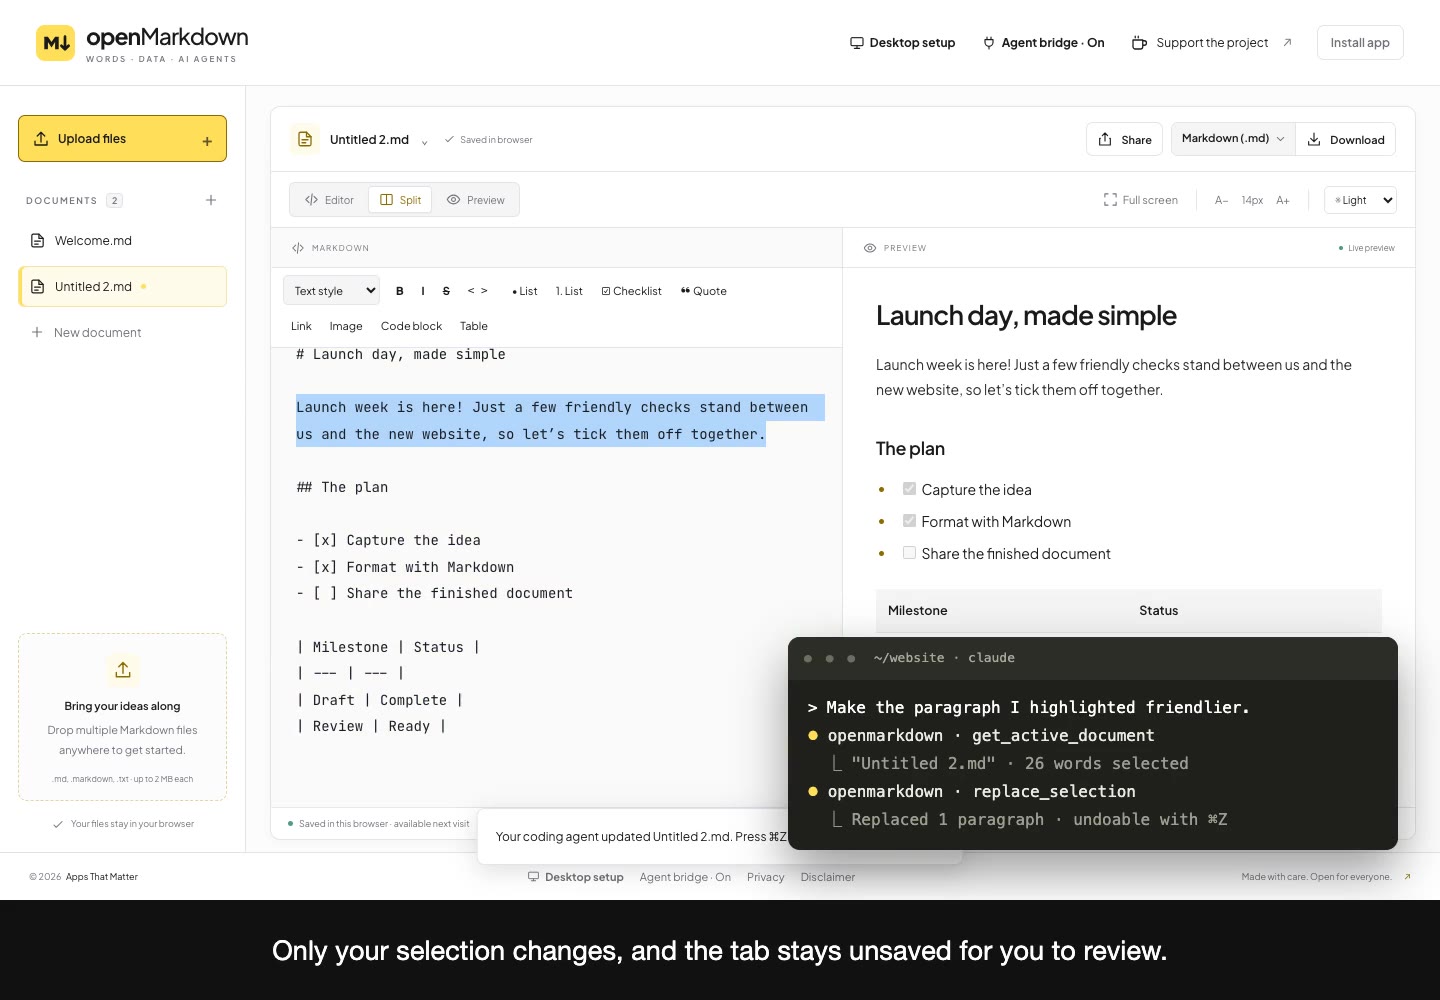 M↓ openMarkdown
WORDS · DATA · AI AGENTS
Desktop setup
Agent bridge · On
Support the project ↗
Install app
Upload files +
DOCUMENTS 2 +
Welcome.md
Untitled 2.md
+ New document
Bring your ideas along
Drop multiple Markdown files
anywhere to get started.
.md, .markdown, .txt · up to 2 MB each
Your files stay in your browser
Untitled 2.md
Saved in browser
Share
Markdown (.md)
Download
Editor
Split
Preview
Full screen
A− 14px A+
Light
MARKDOWN
Text style
B I S < > • List 1. List Checklist ❝ Quote
Link Image Code block Table
# Launch day, made simple
Launch week is here! Just a few friendly checks stand between
us and the new website, so let’s tick them off together.
## The plan
- [x] Capture the idea
- [x] Format with Markdown
- [ ] Share the finished document
| Milestone | Status |
| --- | --- |
| Draft | Complete |
| Review | Ready |
PREVIEW
Live preview
Launch day, made simple
Launch week is here! Just a few friendly checks stand between us and the
new website, so let’s tick them off together.
The plan
• Capture the idea
• Format with Markdown
• Share the finished document
Milestone Status
~/website · claude
> Make the paragraph I highlighted friendlier.
openmarkdown · get_active_document
⎿ "Untitled 2.md" · 26 words selected
openmarkdown · replace_selection
⎿ Replaced 1 paragraph · undoable with ⌘Z
Saved in this browser · available next visit
Your coding agent updated Untitled 2.md. Press ⌘Z
© 2026 Apps That Matter
Desktop setup
Agent bridge · On
Privacy
Disclaimer
Made with care. Open for everyone. ↗
Only your selection changes, and the tab stays unsaved for you to review.